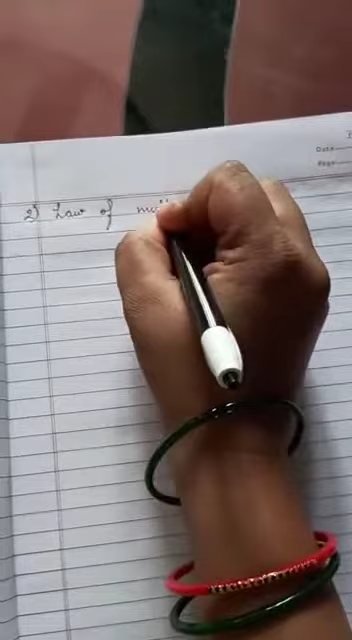 Date
Page
2) Law of